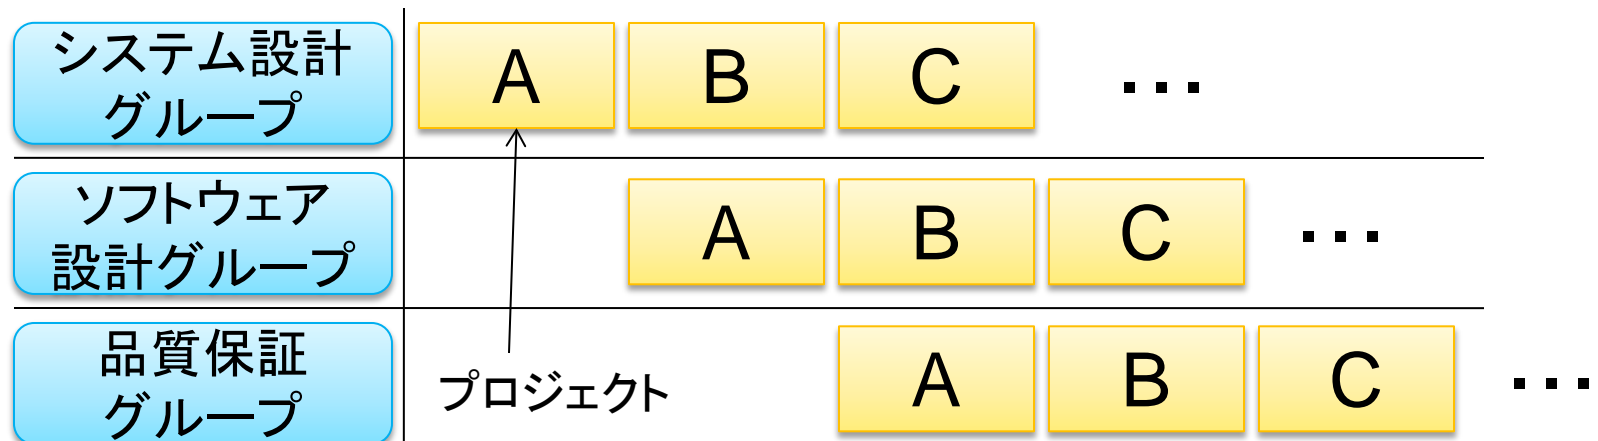 システム設計
グループ
A
B
C
...
ソフトウェア
設計グループ
A
B
C
...
品質保証
グループ
プロジェクト
A
B
C
...